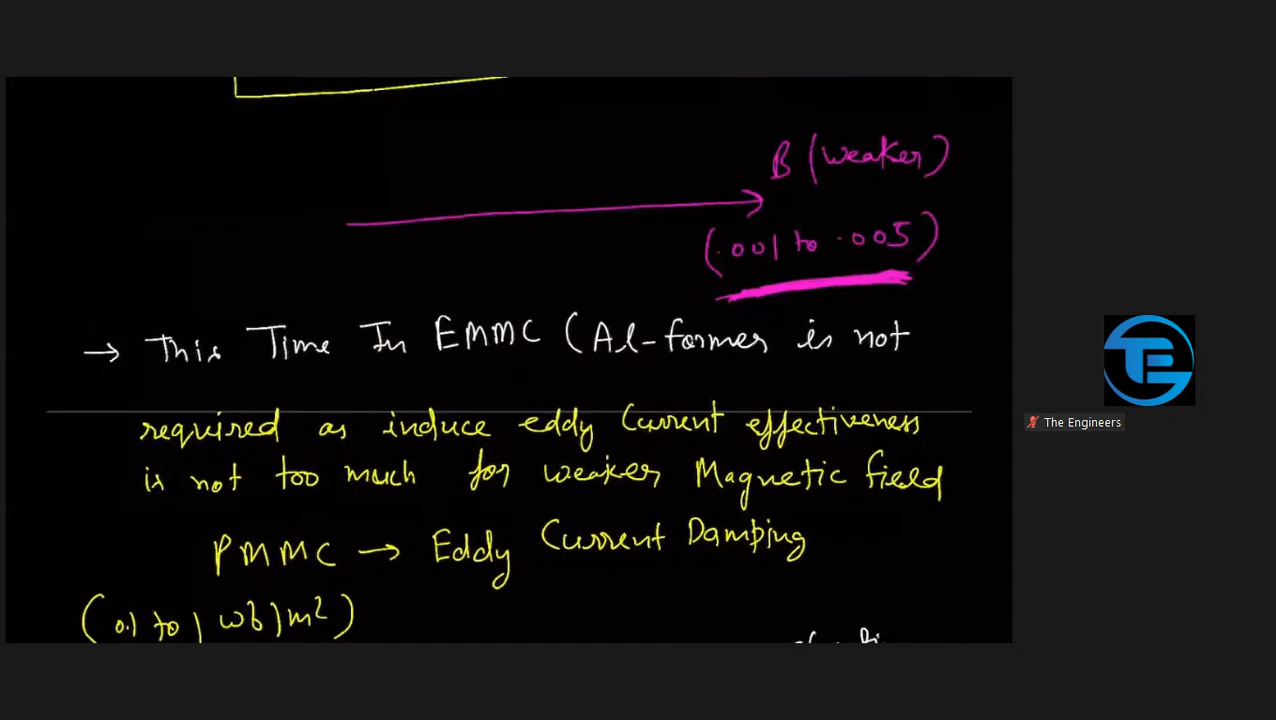 B (weaker)
(.001 to .005)
→ This Time In EMMC (Al-former is not
required as induce eddy Current effectiveness
is not too much for weaker Magnetic field
PMMC → Eddy Current Damping
(0.1 to 1 wb/m²)
The Engineers